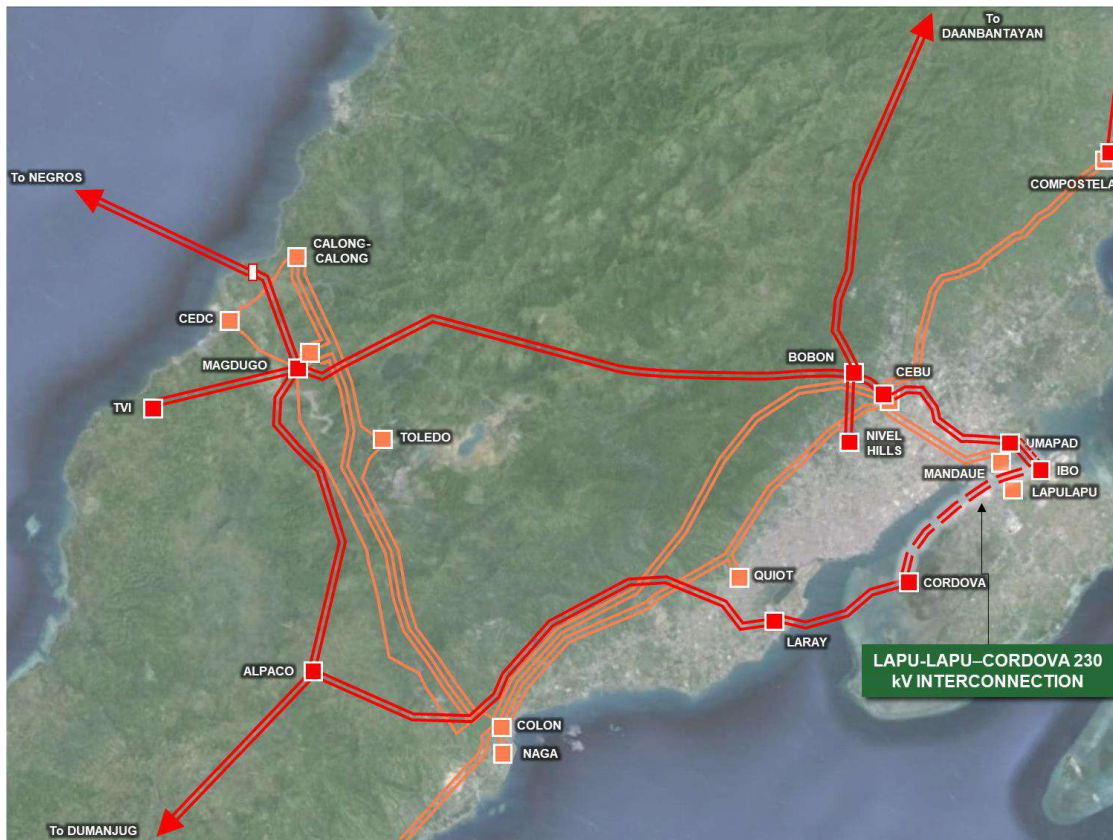 To
DAANBANTAYAN
To NEGROS
COMPOSTELA
CALONG-
CALONG
CEDC
MAGDUGO
BOBON
CEBU
TVI
TOLEDO
NIVEL
HILLS
UMAPAD
MANDAUE
IBO
LAPULAPU
QUIOT
CORDOVA
LARAY
LAPU-LAPU–CORDOVA 230
kV INTERCONNECTION
ALPACO
COLON
NAGA
To DUMANJUG